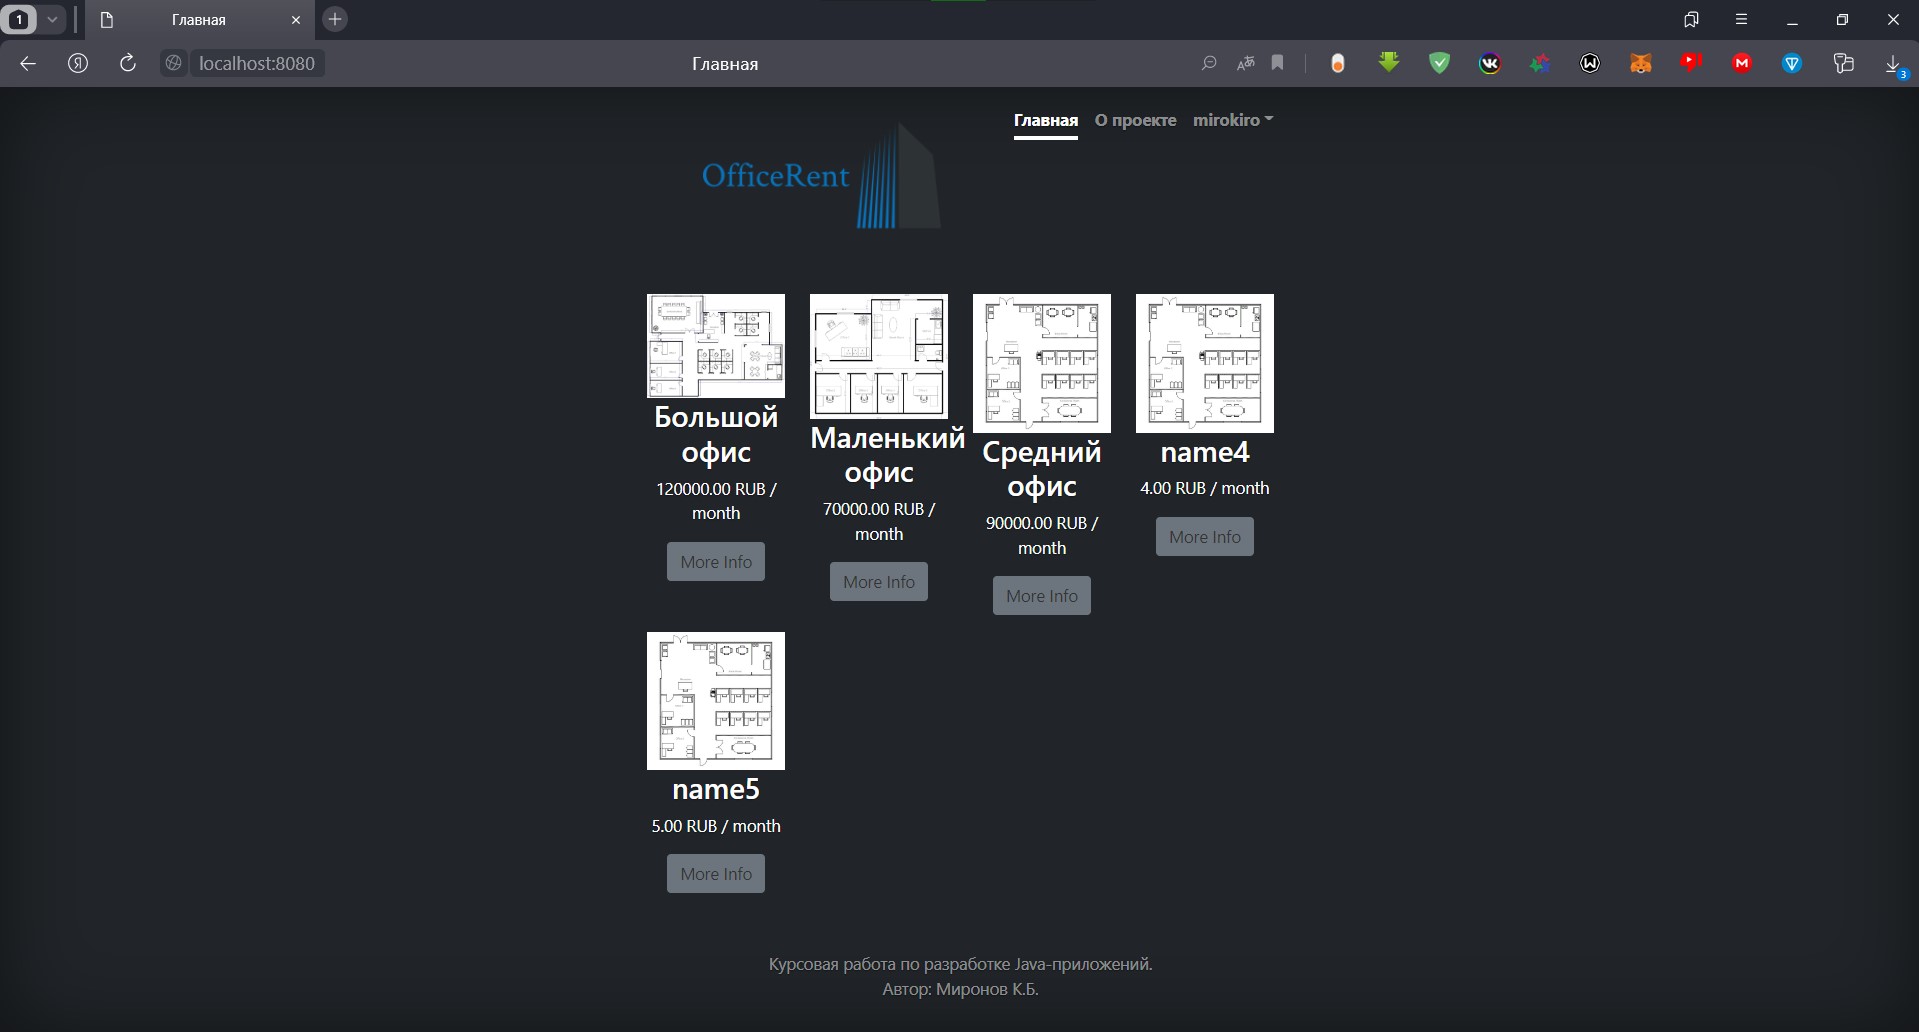 1
Главная
localhost:8080
Главная
3
Главная
О проекте
mirokiro
OfficeRent
Большой
офис
120000.00 RUB /
month
More Info
Маленький
офис
70000.00 RUB /
month
More Info
Средний
офис
90000.00 RUB /
month
More Info
name4
4.00 RUB / month
More Info
name5
5.00 RUB / month
More Info
Курсовая работа по разработке Java-приложений.
Автор: Миронов К.Б.